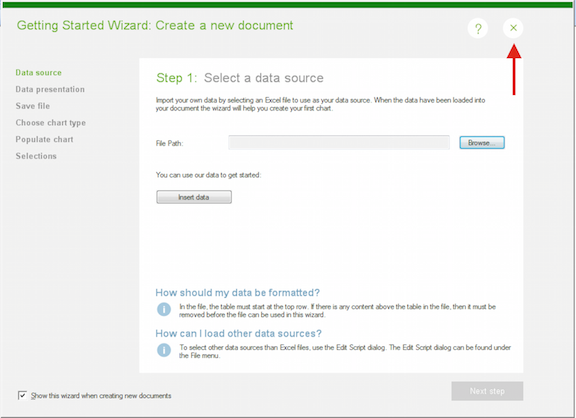 Getting Started Wizard: Create a new document
?
Data source
Data presentation
Save file
Choose chart type
Populate chart
Selections
Step 1: Select a data source
Import your own data by selecting an Excel file to use as your data source. When the data have been loaded into
your document the wizard will help you create your first chart.
File Path:
Browse...
You can use our data to get started:
Insert data
How should my data be formatted?
In the file, the table must start at the top row. If there is any content above the table in the file, then it must be
removed before the file can be used in this wizard.
How can I load other data sources?
To select other data sources than Excel files, use the Edit Script dialog. The Edit Script dialog can be found under
the File menu.
Show this wizard when creating new documents
Next step